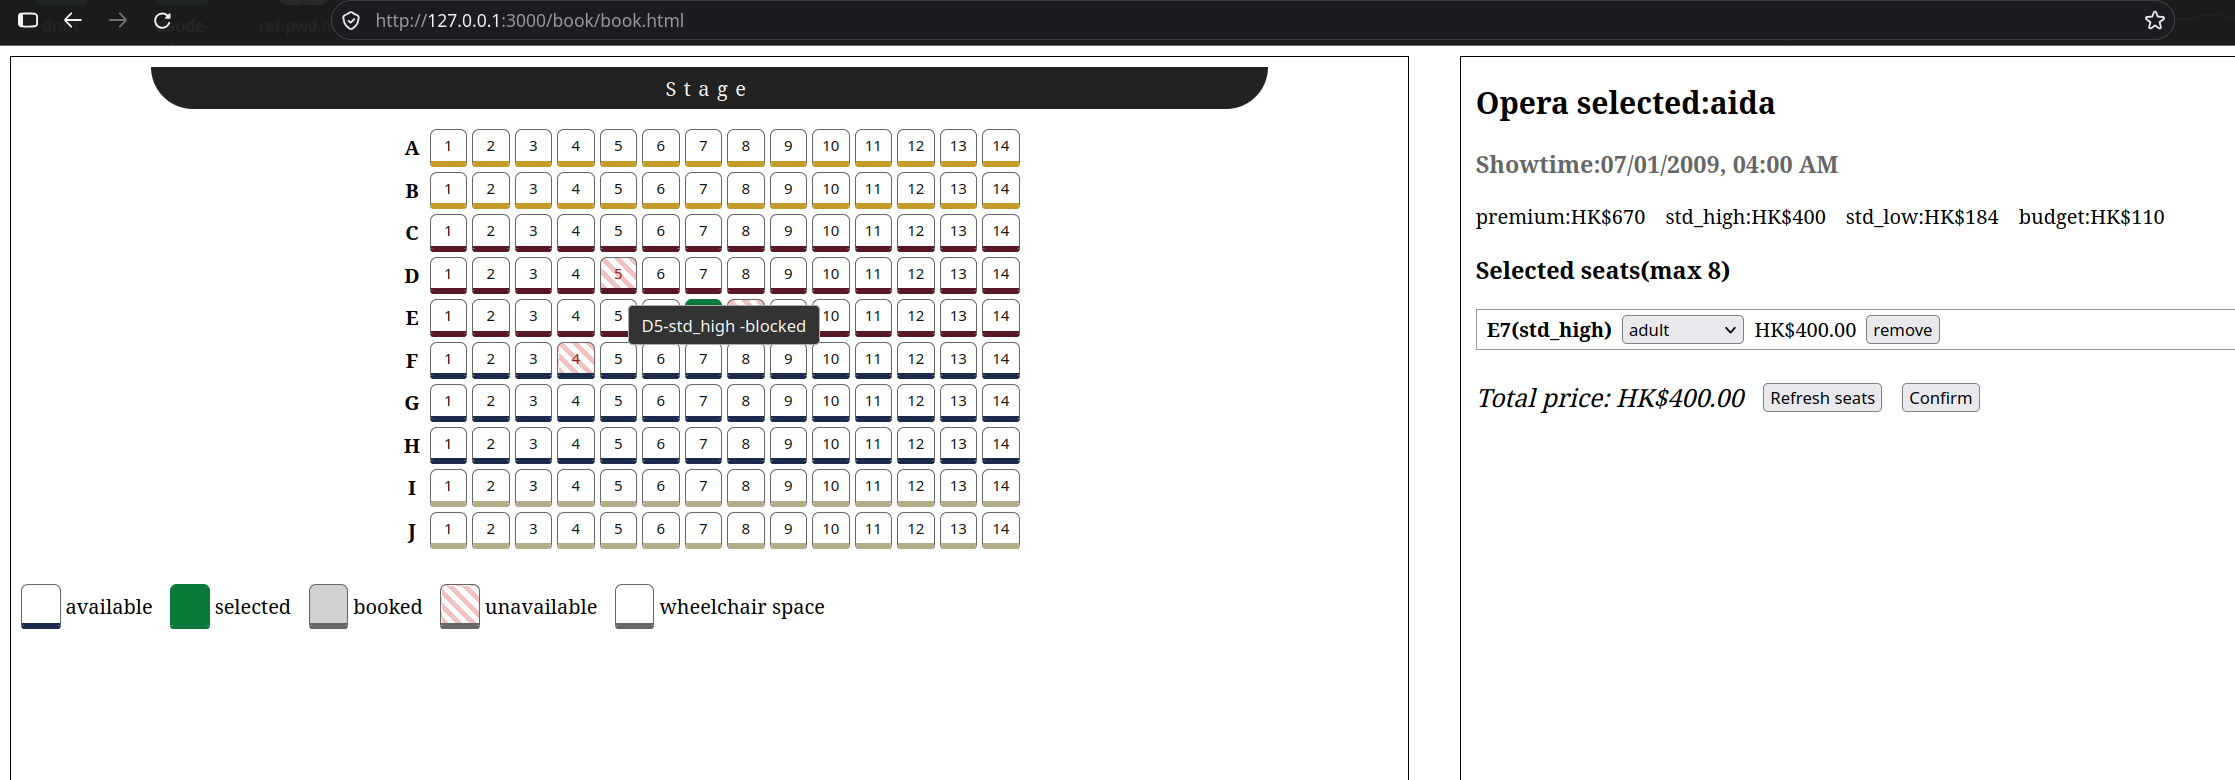 http://127.0.0.1:3000/book/book.html
Stage
A 1 2 3 4 5 6 7 8 9 10 11 12 13 14
B 1 2 3 4 5 6 7 8 9 10 11 12 13 14
C 1 2 3 4 5 6 7 8 9 10 11 12 13 14
D 1 2 3 4 5 6 7 8 9 10 11 12 13 14
E 1 2 3 4 5 10 11 12 13 14
D5-std_high -blocked
F 1 2 3 4 5 6 7 8 9 10 11 12 13 14
G 1 2 3 4 5 6 7 8 9 10 11 12 13 14
H 1 2 3 4 5 6 7 8 9 10 11 12 13 14
I 1 2 3 4 5 6 7 8 9 10 11 12 13 14
J 1 2 3 4 5 6 7 8 9 10 11 12 13 14
available selected booked unavailable wheelchair space
Opera selected:aida
Showtime:07/01/2009, 04:00 AM
premium:HK$670 std_high:HK$400 std_low:HK$184 budget:HK$110
Selected seats(max 8)
E7(std_high) adult HK$400.00 remove
Total price: HK$400.00 Refresh seats Confirm